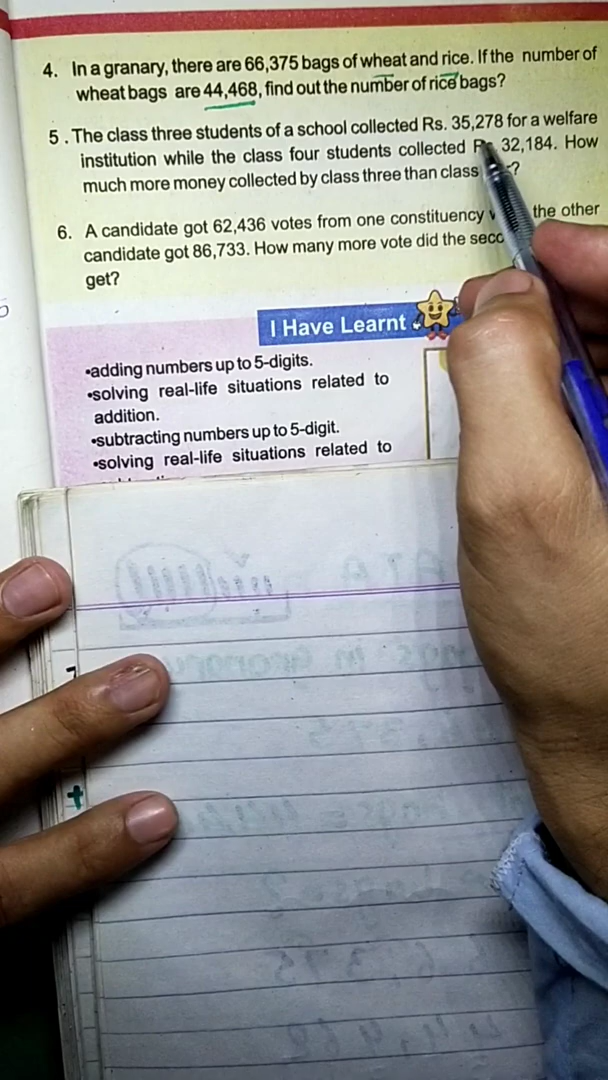 4. In a granary, there are 66,375 bags of wheat and rice. If the number of
wheat bags are 44,468, find out the number of rice bags?
5. The class three students of a school collected Rs. 35,278 for a welfare
institution while the class four students collected 32,184. How
much more money collected by class three than class
6. A candidate got 62,436 votes from one constituency the other
candidate got 86,733. How many more vote did the
get?
I Have Learnt
•adding numbers up to 5-digits.
•solving real-life situations related to
addition.
•subtracting numbers up to 5-digit.
•solving real-life situations related to
+